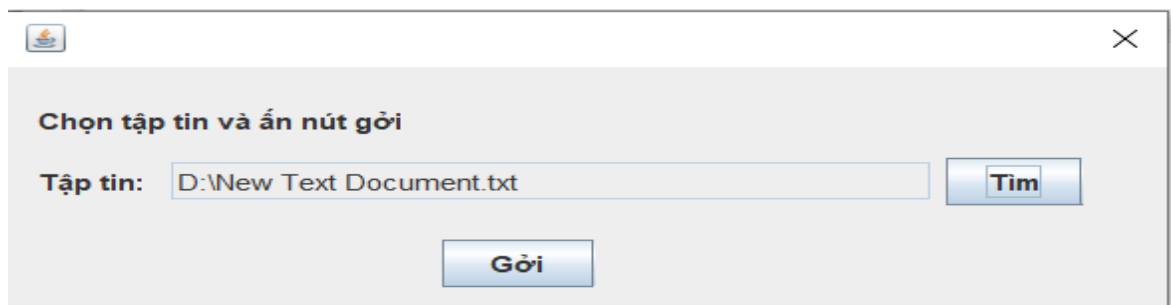 Chọn tập tin và ấn nút gởi
Tập tin: D:\New Text Document.txt Tìm
Gởi